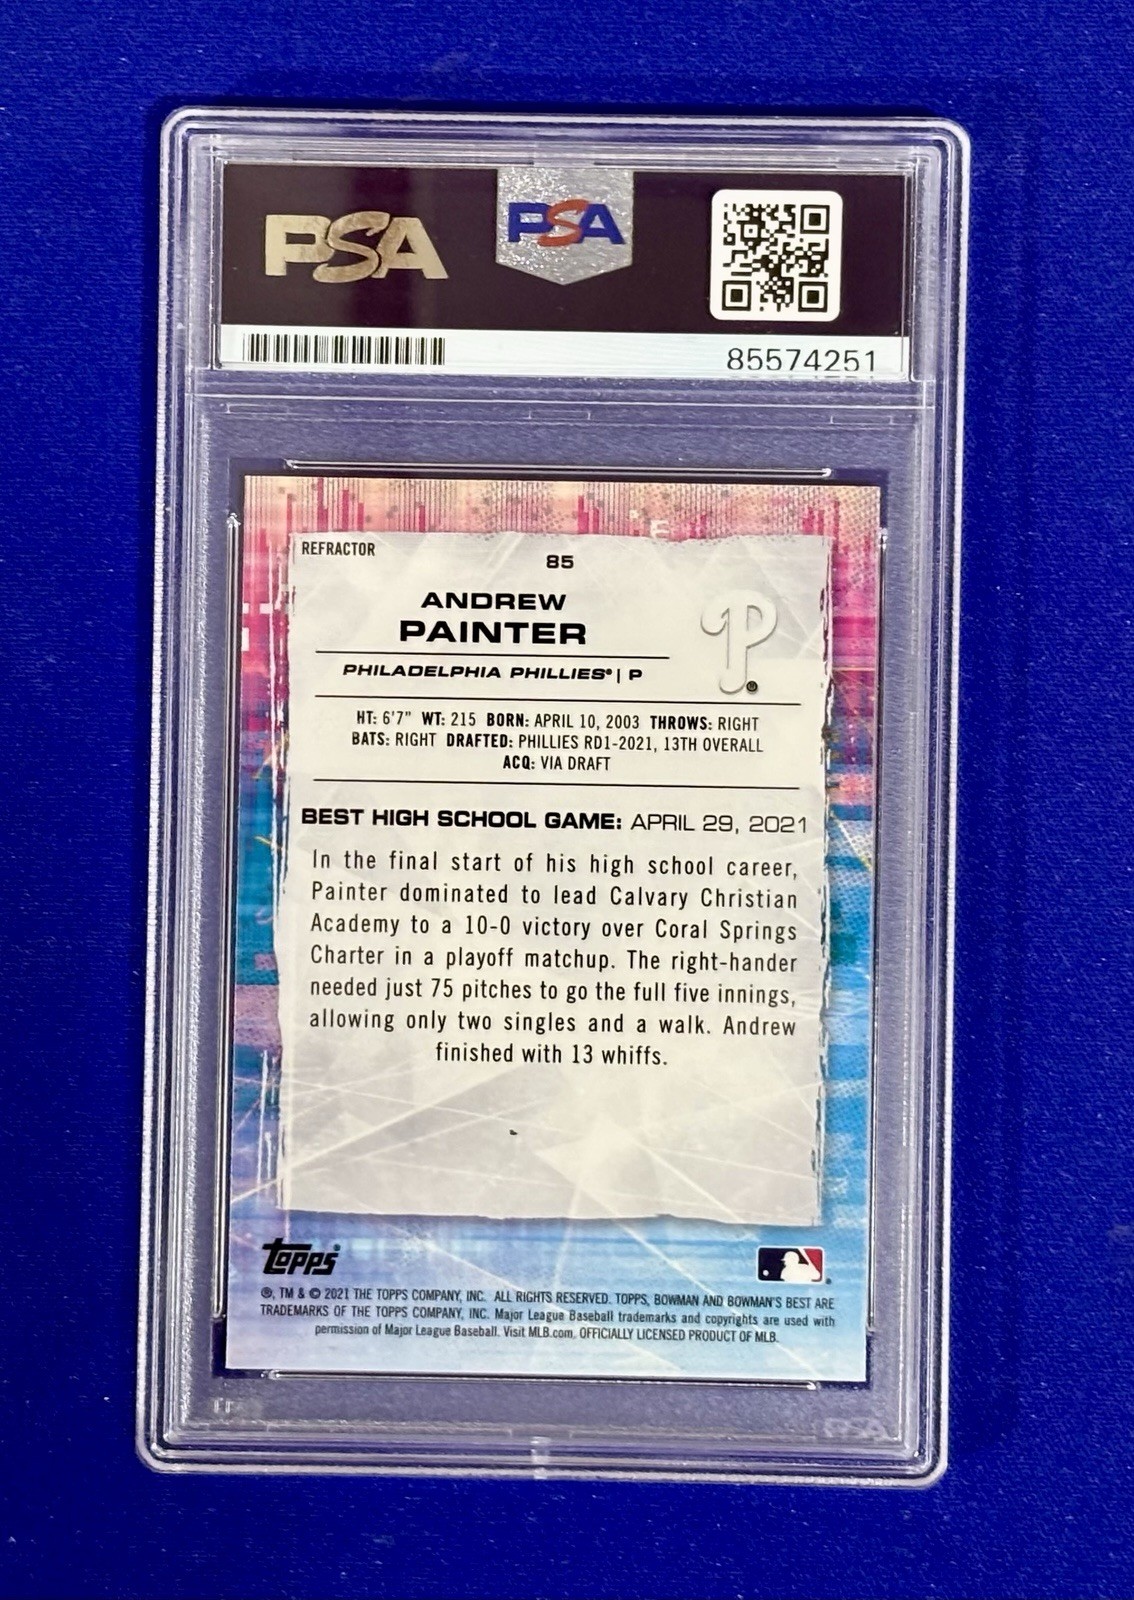 PSA
PSA
85574251
REFRACTOR
85
ANDREW
PAINTER
P
PHILADELPHIA PHILLIES® | P
HT: 6'7" WT: 215 BORN: APRIL 10, 2003 THROWS: RIGHT
BATS: RIGHT DRAFTED: PHILLIES RD1-2021, 13TH OVERALL
ACQ: VIA DRAFT
BEST HIGH SCHOOL GAME: APRIL 29, 2021
In the final start of his high school career,
Painter dominated to lead Calvary Christian
Academy to a 10-0 victory over Coral Springs
Charter in a playoff matchup. The right-hander
needed just 75 pitches to go the full five innings,
allowing only two singles and a walk. Andrew
finished with 13 whiffs.
Topps®
®, TM & © 2021 THE TOPPS COMPANY, INC. ALL RIGHTS RESERVED. TOPPS, BOWMAN AND BOWMAN'S BEST ARE
TRADEMARKS OF THE TOPPS COMPANY, INC. Major League Baseball trademarks and copyrights are used with
permission of Major League Baseball. Visit MLB.com. OFFICIALLY LICENSED PRODUCT OF MLB.
PSA